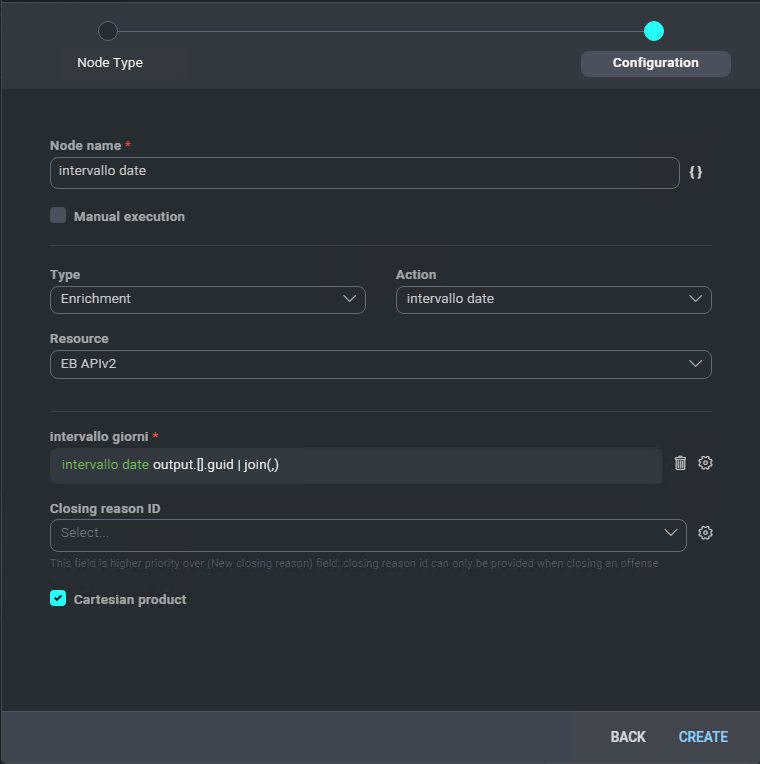 Node Type
Configuration
Node name *
intervallo date
{}
Manual execution
Type
Action
Enrichment
intervallo date
Resource
EB APIv2
intervallo giorni *
intervallo date output.[].guid | join(,)
Closing reason ID
Select...
This field is higher priority over (New closing reason) field; closing reason id can only be provided when closing an offense
Cartesian product
BACK
CREATE